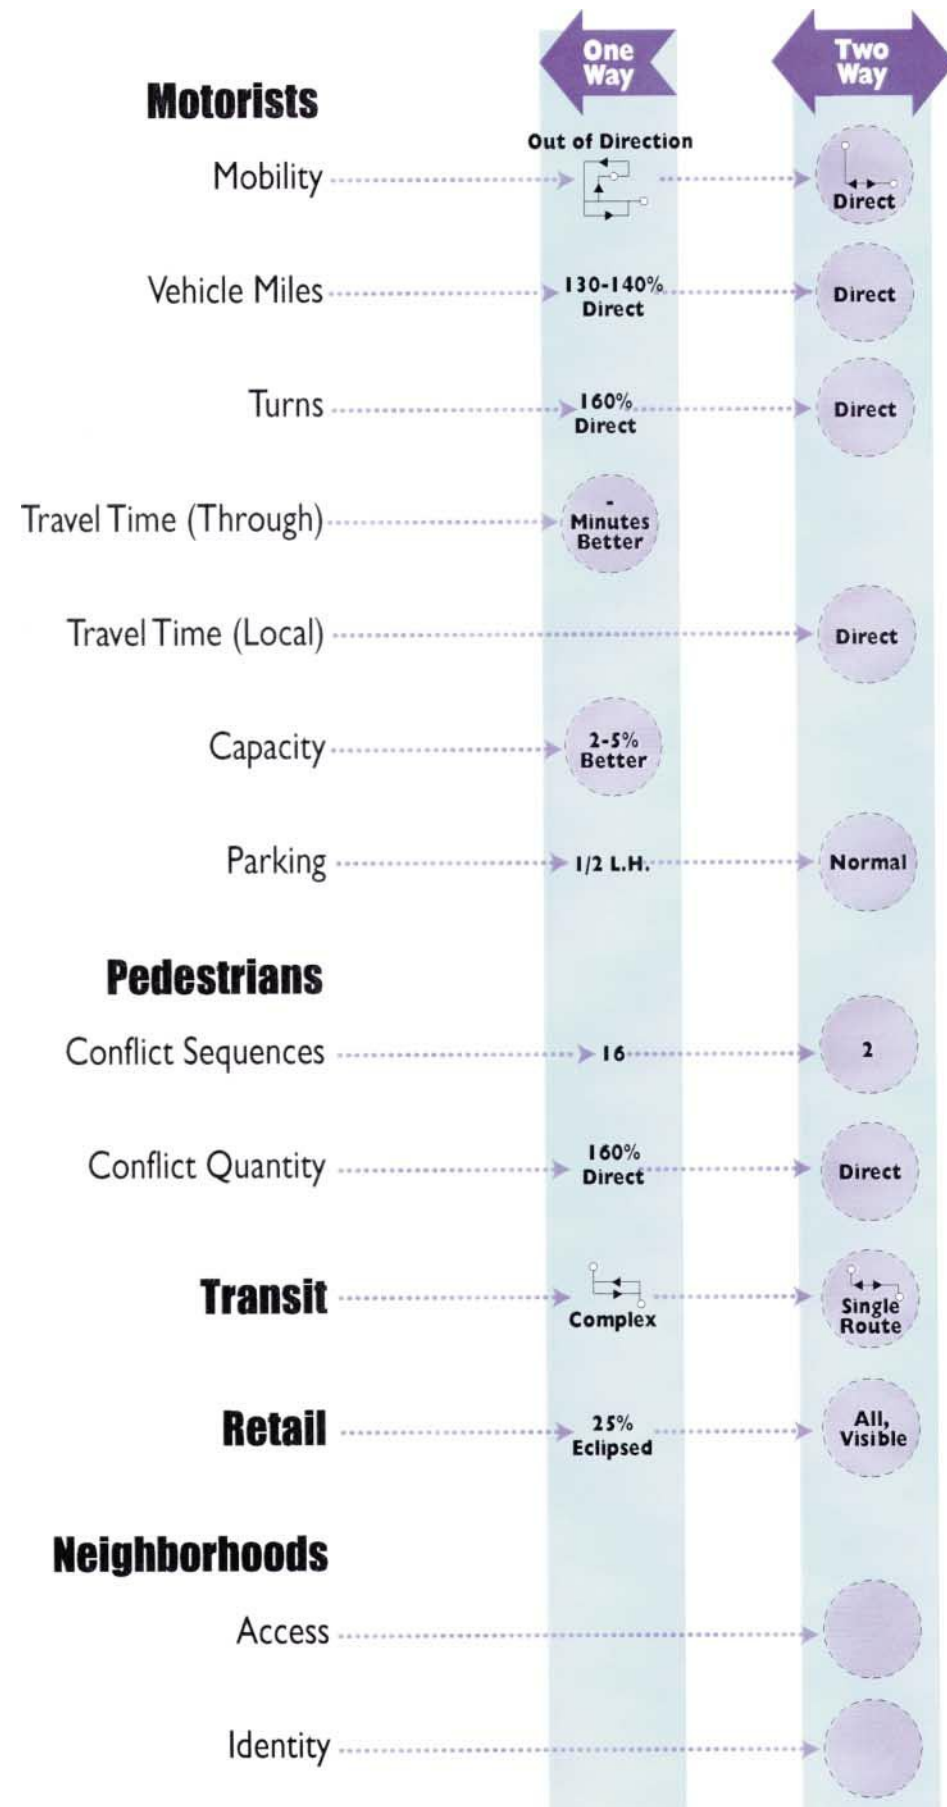 One
Way
Two
Way
Motorists
Out of Direction
Mobility
Direct
Vehicle Miles
130-140%
Direct
Direct
Turns
160%
Direct
Direct
Travel Time (Through)
-
Minutes
Better
Travel Time (Local)
Direct
Capacity
2-5%
Better
Parking
1/2 L.H.
Normal
Pedestrians
Conflict Sequences
16
2
Conflict Quantity
160%
Direct
Direct
Transit
Complex
Single
Route
Retail
25%
Eclipsed
All,
Visible
Neighborhoods
Access
Identity